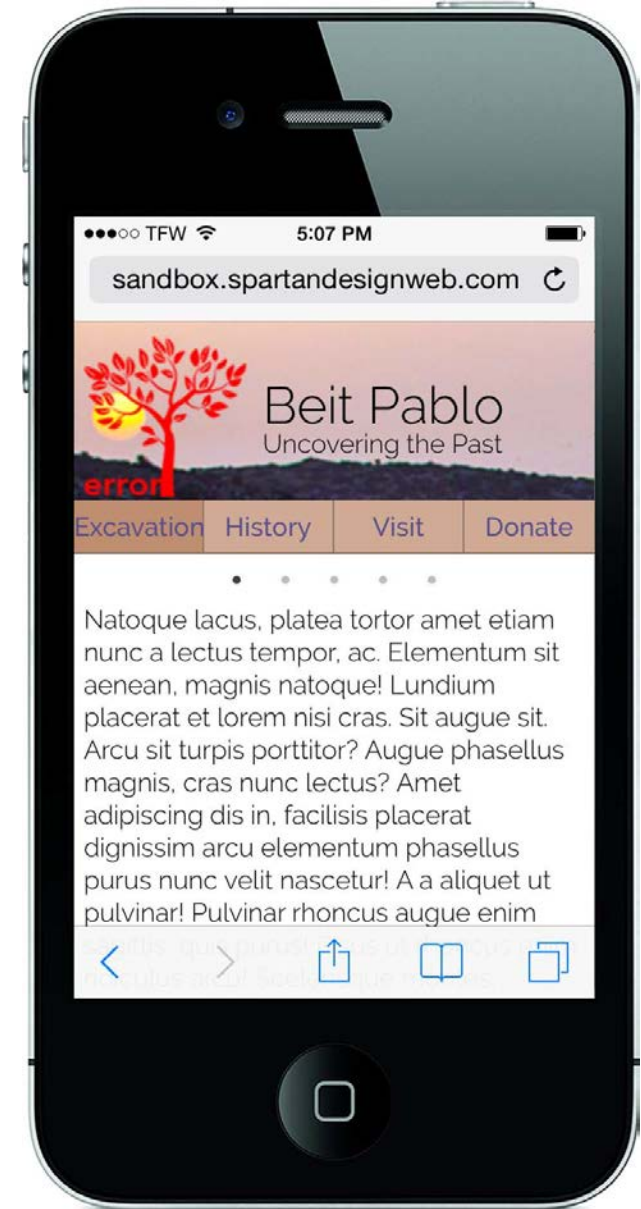 TFW 5:07 PM
sandbox.spartandesignweb.com
Beit Pablo
Uncovering the Past
error
Excavation History Visit Donate
Natoque lacus, platea tortor amet etiam
nunc a lectus tempor, ac. Elementum sit
aenean, magnis natoque! Lundium
placerat et lorem nisi cras. Sit augue sit.
Arcu sit turpis porttitor? Augue phasellus
magnis, cras nunc lectus? Amet
adipiscing dis in, facilisis placerat
dignissim arcu elementum phasellus
purus nunc velit nascetur! A a aliquet ut
pulvinar! Pulvinar rhoncus augue enim